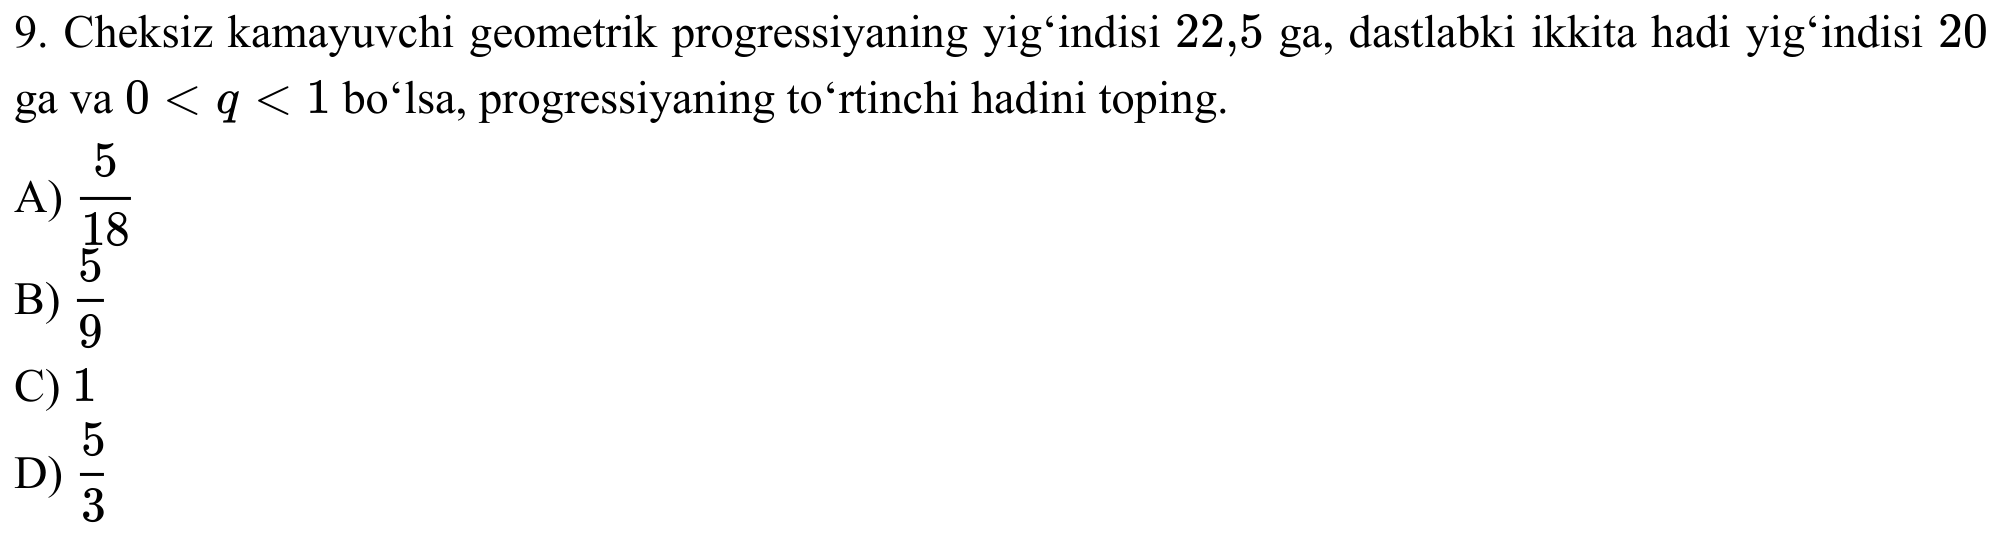 9. Cheksiz kamayuvchi geometrik progressiyaning yig‘indisi 22,5 ga, dastlabki ikkita hadi yig‘indisi 20
ga va 0 < q < 1 bo‘lsa, progressiyaning to‘rtinchi hadini toping.
A) 5/18
B) 5/9
C) 1
D) 5/3